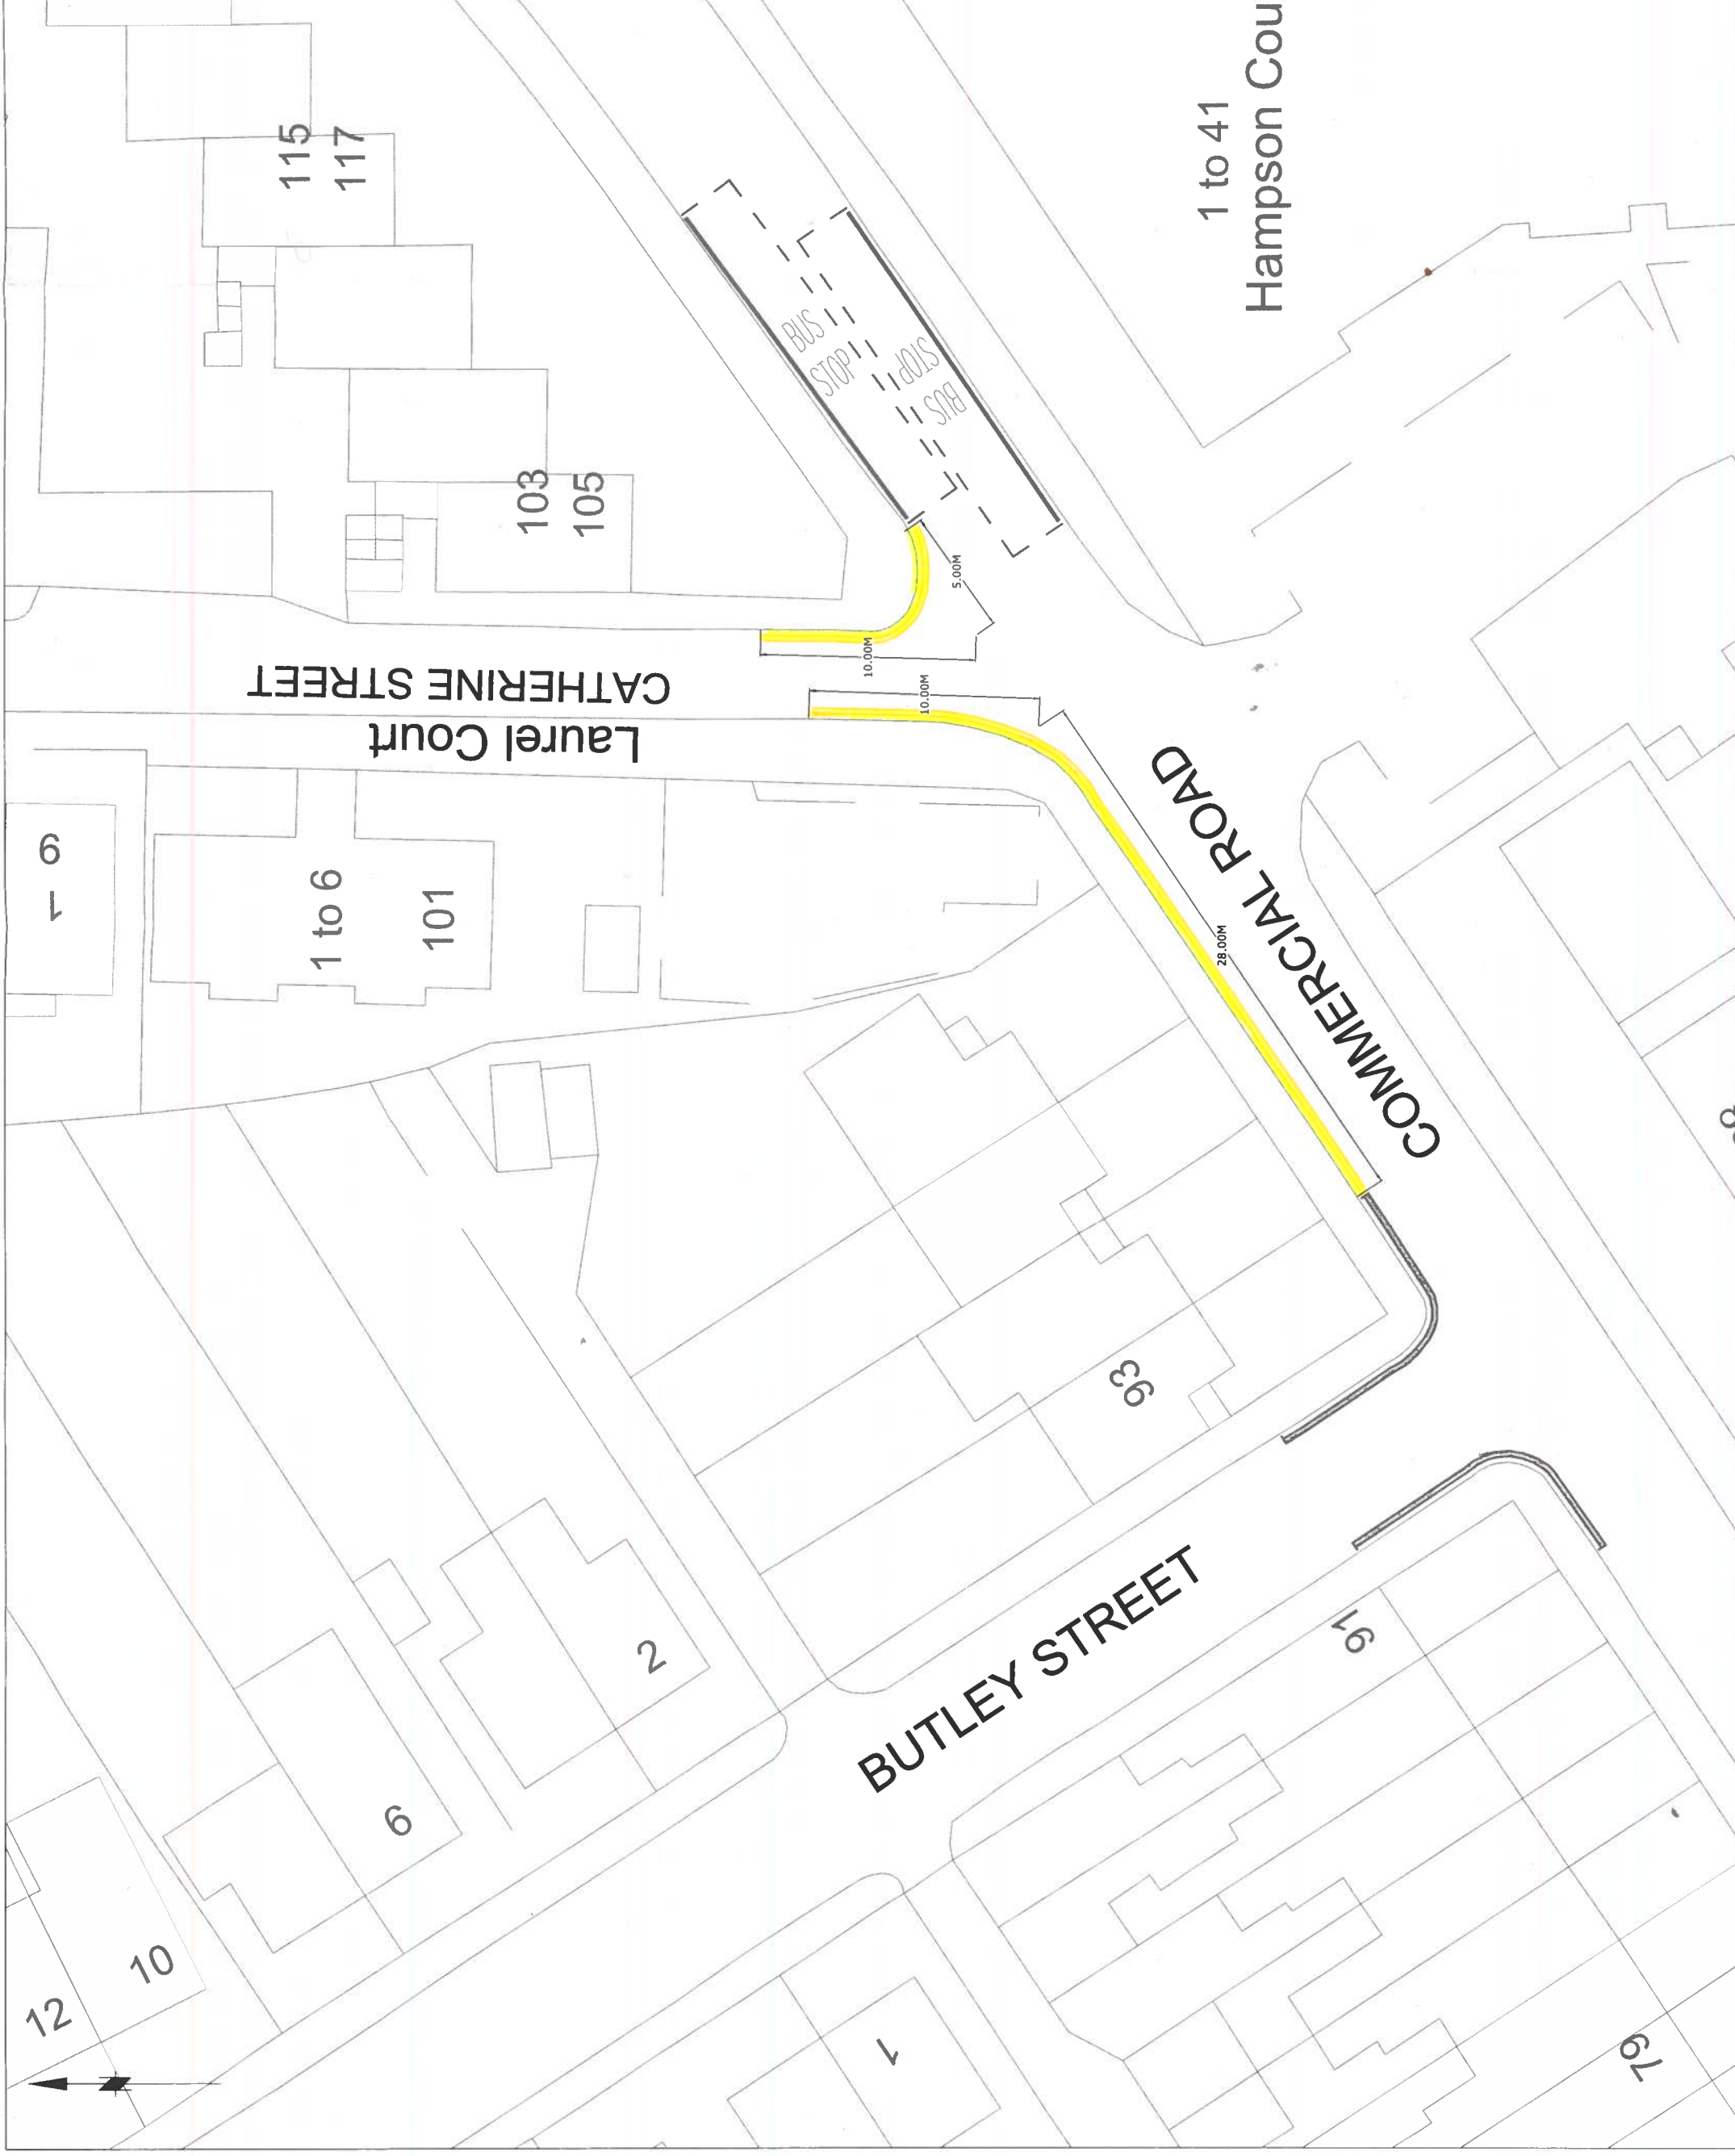 115
117
1 to 41
Hampson Cou
BUS
STOP
BUS
STOP
103
105
5.00M
10.00M
CATHERINE STREET
10.00M
Laurel Court
1 9
1 to 6
101
COMMERCIAL ROAD
28.00M
93
BUTLEY STREET
91
2
6
10
12
1
79